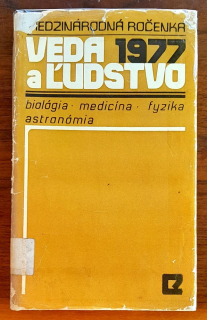 MEDZINÁRODNÁ ROČENKA
VEDA 1977
a ĽUDSTVO
biológia · medicína · fyzika
astronómia